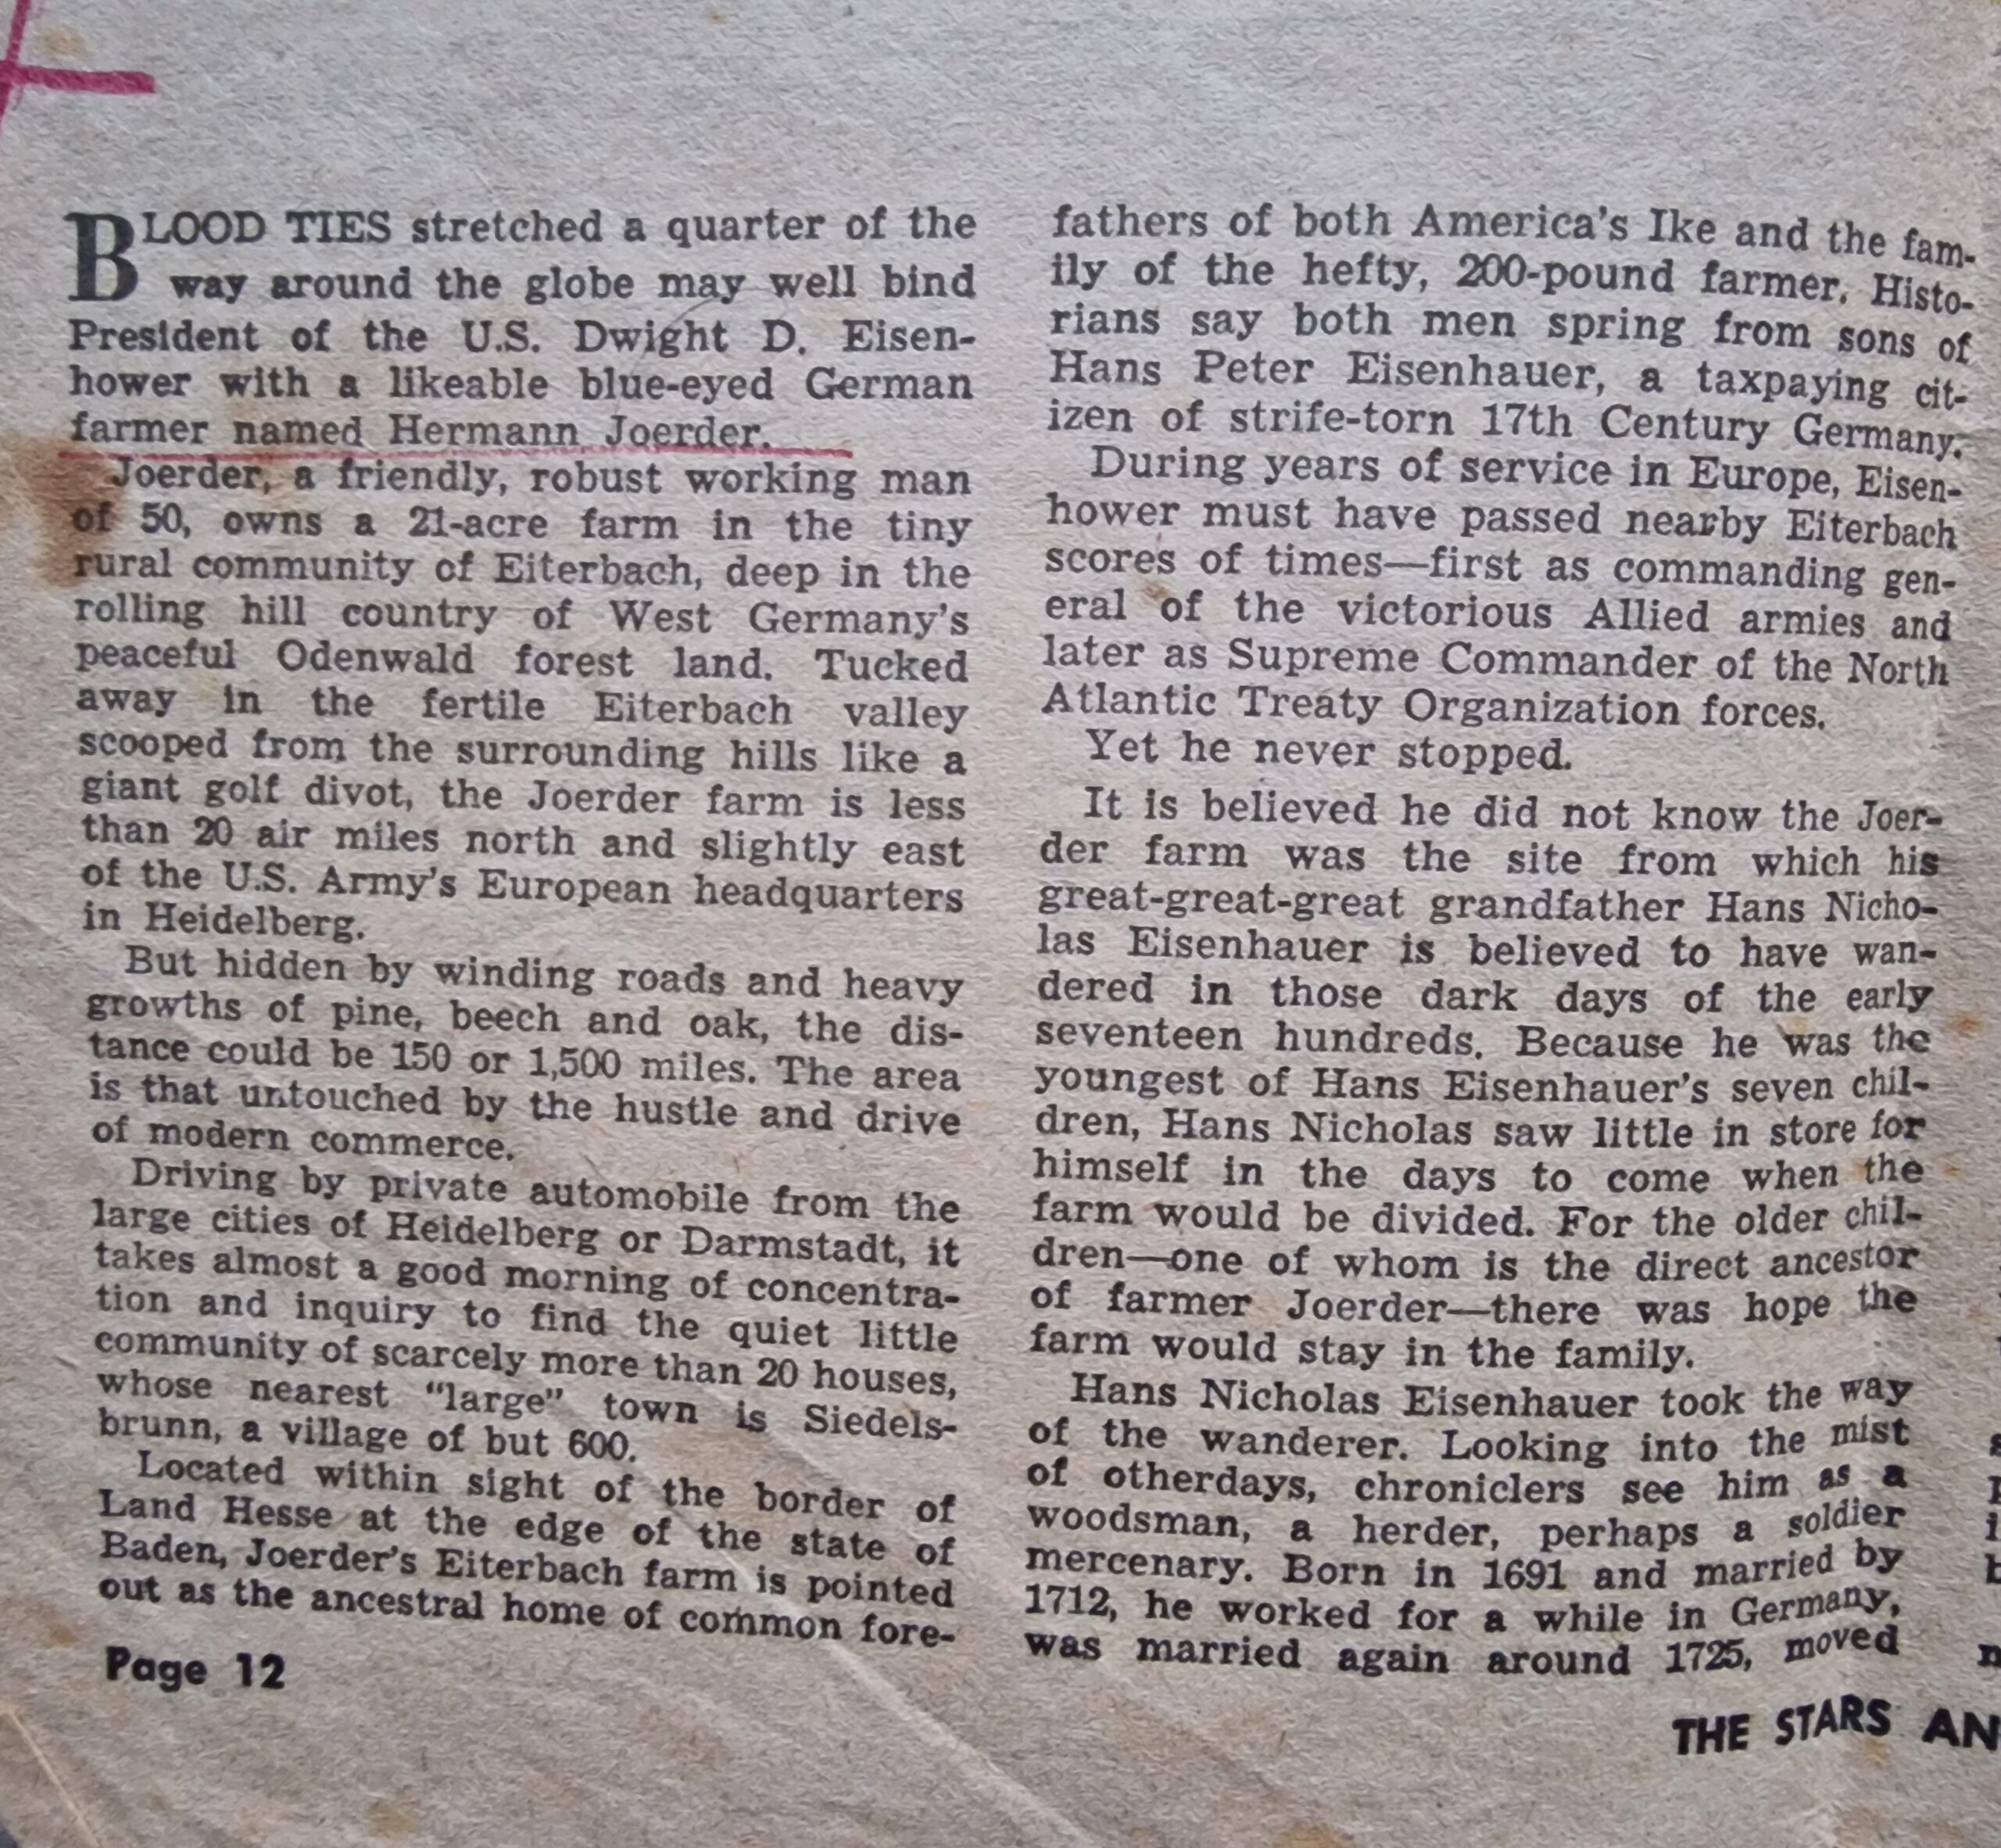 BLOOD TIES stretched a quarter of the
way around the globe may well bind
President of the U.S. Dwight D. Eisen-
hower with a likeable blue-eyed German
farmer named Hermann Joerder.
Joerder, a friendly, robust working man
of 50, owns a 21-acre farm in the tiny
rural community of Eiterbach, deep in the
rolling hill country of West Germany's
peaceful Odenwald forest land. Tucked
away in the fertile Eiterbach valley
scooped from the surrounding hills like a
giant golf divot, the Joerder farm is less
than 20 air miles north and slightly east
of the U.S. Army's European headquarters
in Heidelberg.
But hidden by winding roads and heavy
growths of pine, beech and oak, the dis-
tance could be 150 or 1,500 miles. The area
is that untouched by the hustle and drive
of modern commerce.
Driving by private automobile from the
large cities of Heidelberg or Darmstadt, it
takes almost a good morning of concentra-
tion and inquiry to find the quiet little
community of scarcely more than 20 houses,
whose nearest "large" town is Siedels-
brunn, a village of but 600.
Located within sight of the border of
Land Hesse at the edge of the state of
Baden, Joerder's Eiterbach farm is pointed
out as the ancestral home of common fore-
fathers of both America's Ike and the fam-
ily of the hefty, 200-pound farmer. Histo-
rians say both men spring from sons of
Hans Peter Eisenhauer, a taxpaying cit-
izen of strife-torn 17th Century Germany.
During years of service in Europe, Eisen-
hower must have passed nearby Eiterbach
scores of times—first as commanding gen-
eral of the victorious Allied armies and
later as Supreme Commander of the North
Atlantic Treaty Organization forces.
Yet he never stopped.
It is believed he did not know the Joer-
der farm was the site from which his
great-great-great grandfather Hans Nicho-
las Eisenhauer is believed to have wan-
dered in those dark days of the early
seventeen hundreds. Because he was the
youngest of Hans Eisenhauer's seven chil-
dren, Hans Nicholas saw little in store for
himself in the days to come when the
farm would be divided. For the older chil-
dren—one of whom is the direct ancestor
of farmer Joerder—there was hope the
farm would stay in the family.
Hans Nicholas Eisenhauer took the way
of the wanderer. Looking into the mist
of otherdays, chroniclers see him as a
woodsman, a herder, perhaps a soldier
mercenary. Born in 1691 and married by
1712, he worked for a while in Germany,
was married again around 1725, moved
Page 12
THE STARS AN